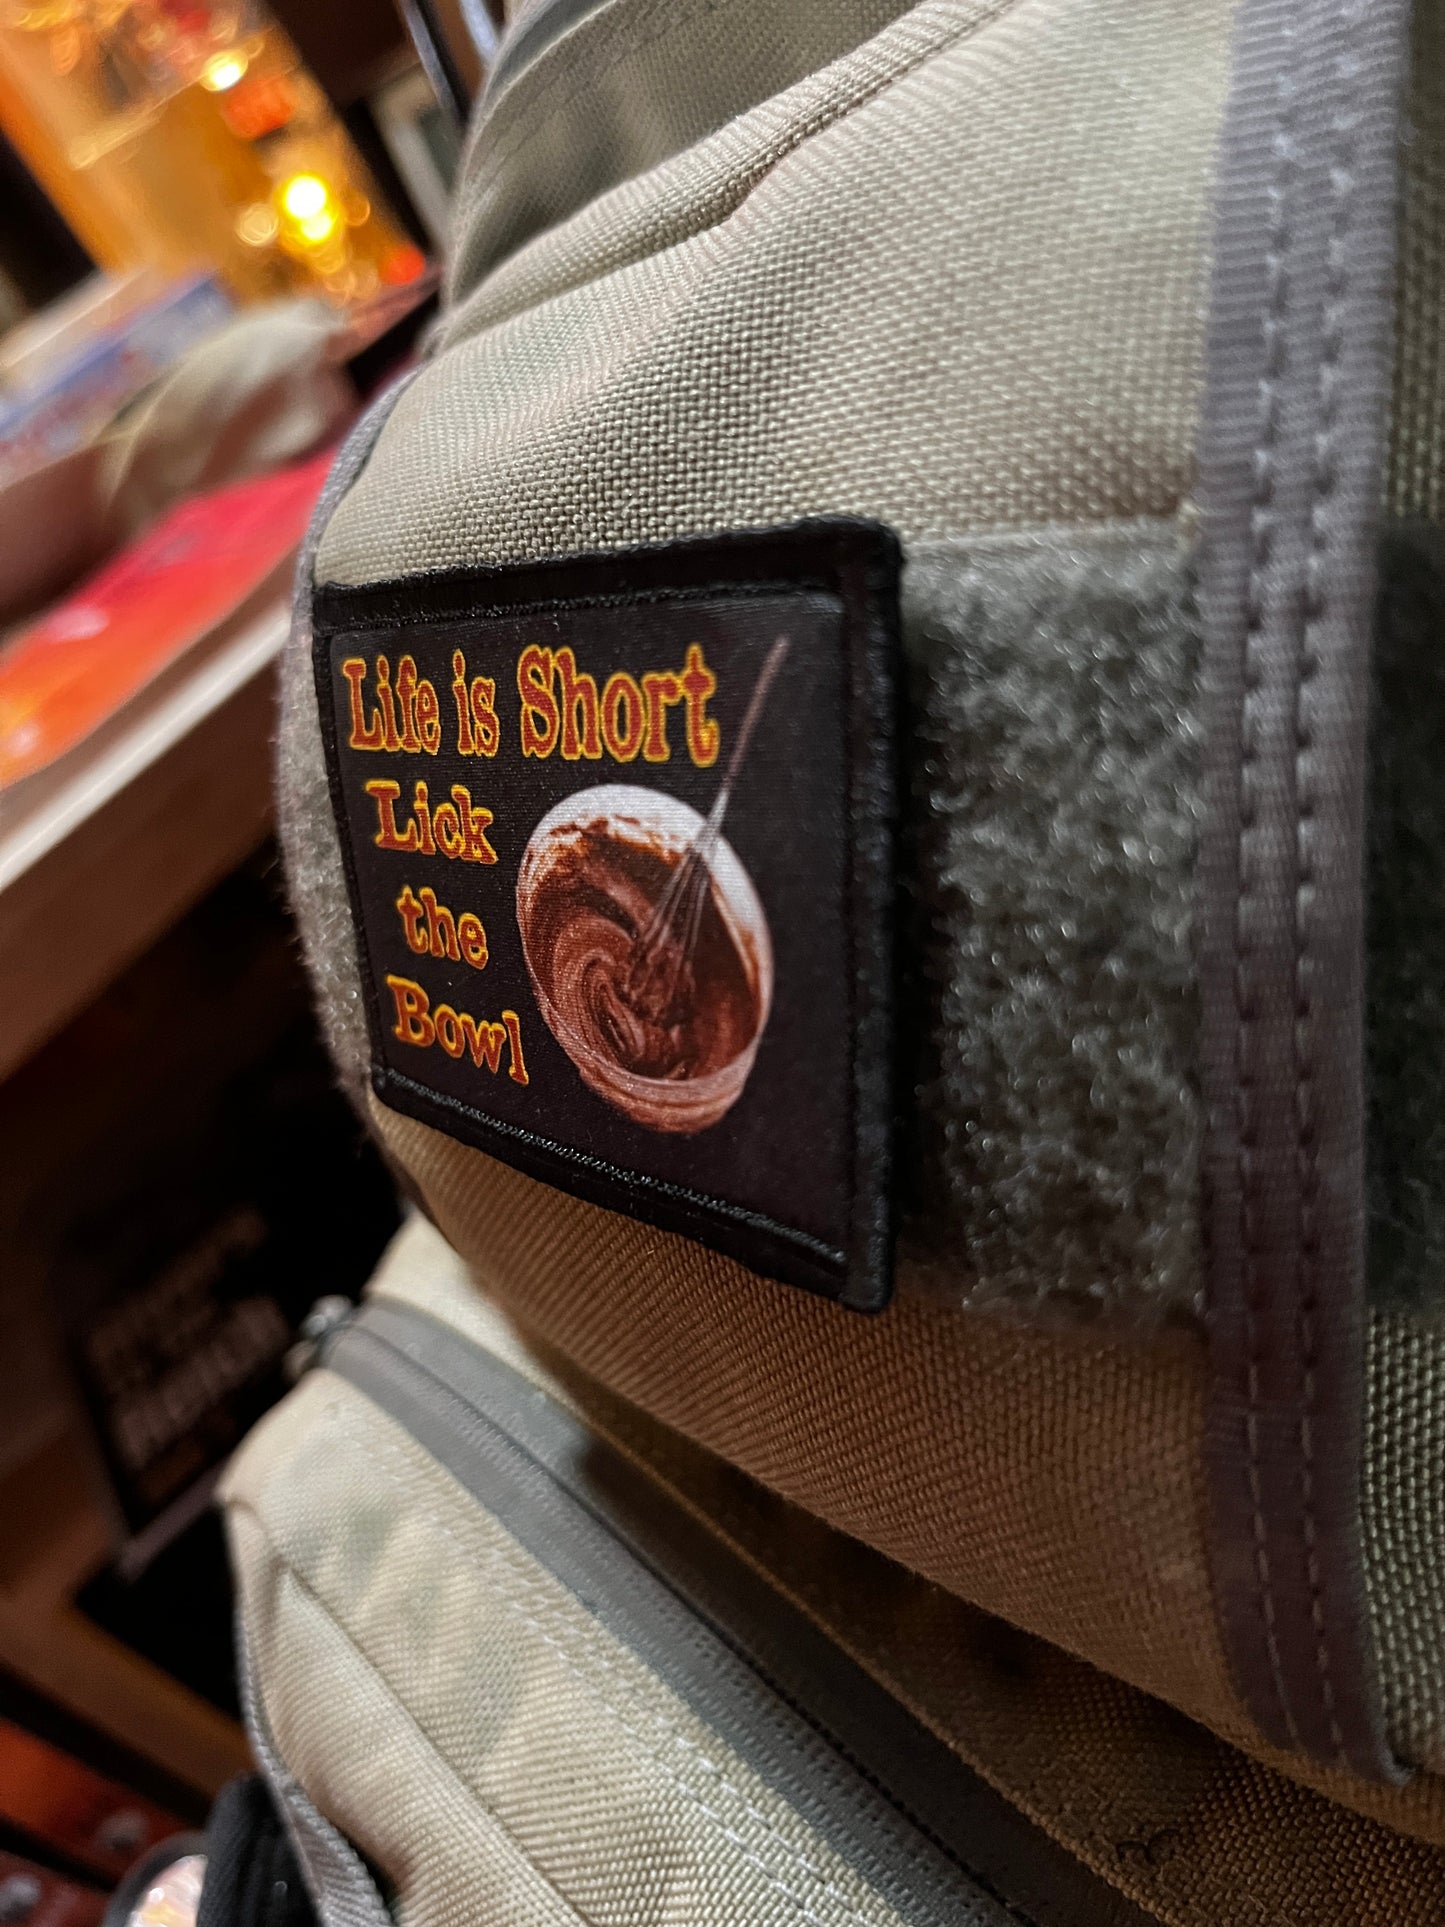 Life is Short
Lick
the
Bowl